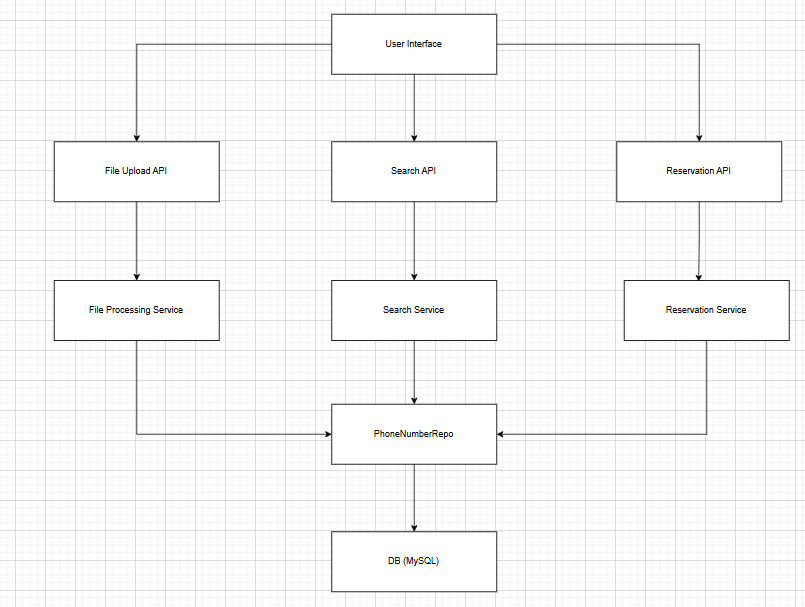 User Interface
File Upload API
Search API
Reservation API
File Processing Service
Search Service
Reservation Service
PhoneNumberRepo
DB (MySQL)